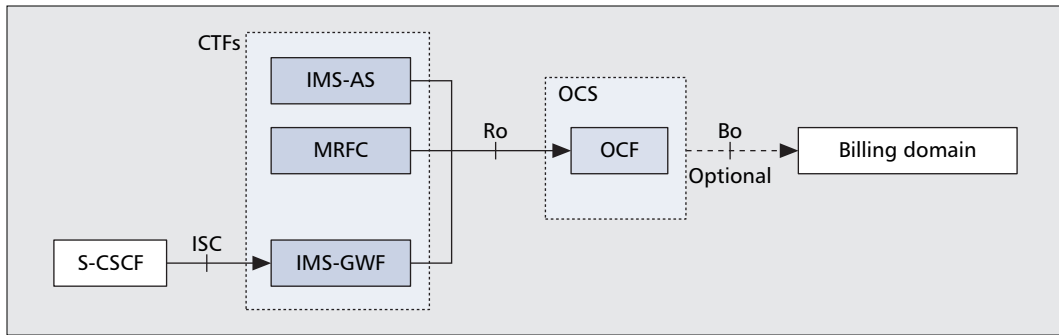 CTFs
IMS-AS
OCS
MRFC
Ro
OCF
Bo
Optional
Billing domain
S-CSCF
ISC
IMS-GWF